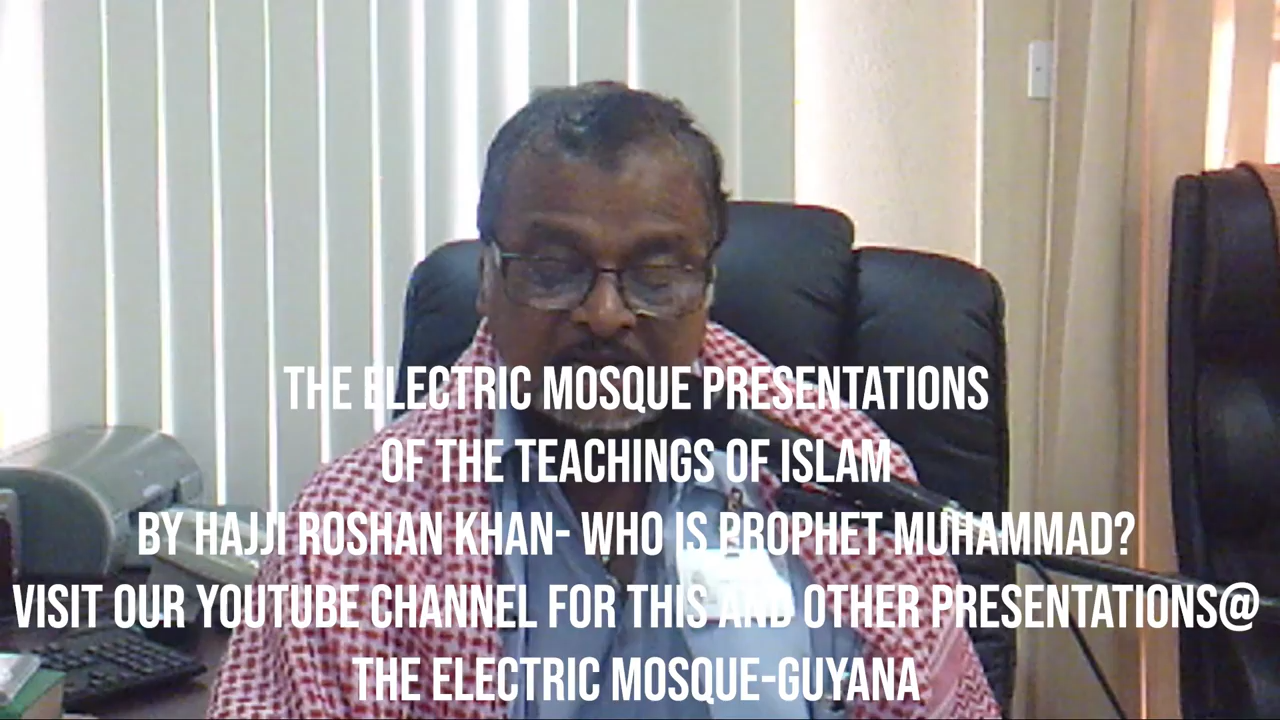 THE ELECTRIC MOSQUE PRESENTATIONS
OF THE TEACHINGS OF ISLAM
BY HAJJI ROSHAN KHAN- WHO IS PROPHET MUHAMMAD?
VISIT OUR YOUTUBE CHANNEL FOR THIS AND OTHER PRESENTATIONS@
THE ELECTRIC MOSQUE-GUYANA